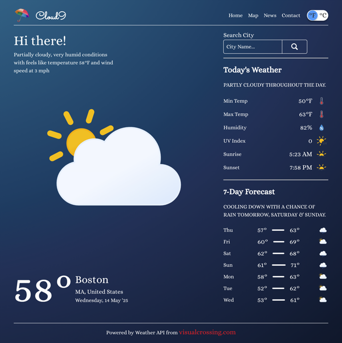 Cloud9
Home Map News Contact °F °C
Hi there!
Partially cloudy, very humid conditions
with feels like temperature 58°F and wind
speed at 3 mph
Search City
City Name...
Today's Weather
PARTLY CLOUDY THROUGHOUT THE DAY.
Min Temp 50°F
Max Temp 63°F
Humidity 82%
UV Index 0
Sunrise 5:23 AM
Sunset 7:58 PM
7-Day Forecast
COOLING DOWN WITH A CHANCE OF
RAIN TOMORROW, SATURDAY & SUNDAY.
Thu 57° 63°
Fri 60° 69°
Sat 62° 68°
Sun 61° 71°
Mon 58° 63°
Tue 52° 62°
Wed 53° 61°
58°
Boston
MA, United States
Wednesday, 14 May '25
Powered by Weather API from visualcrossing.com